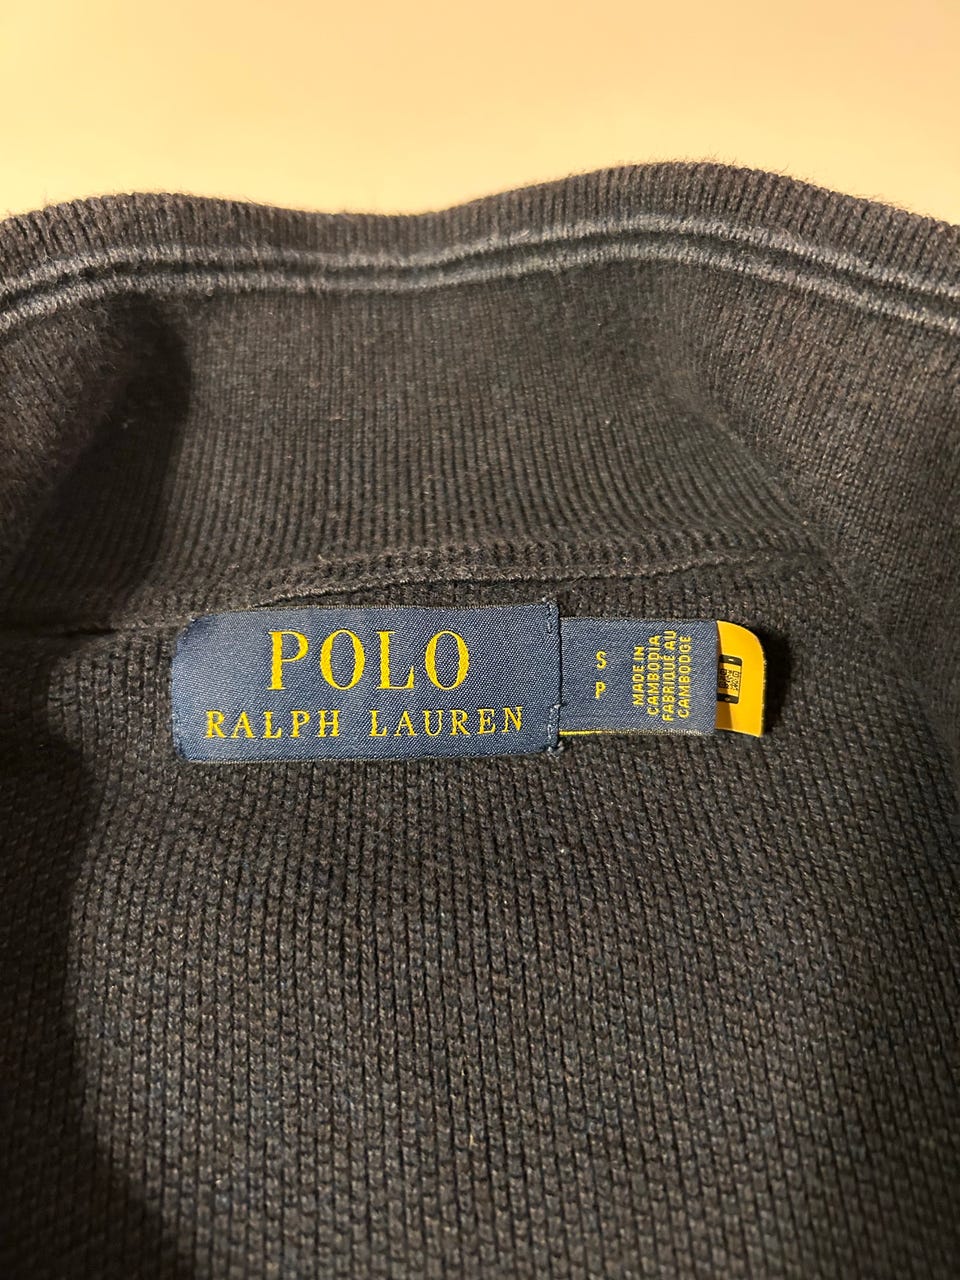 POLO
RALPH LAUREN
S
P
MADE IN
CAMBODIA
FABRIQUÉ AU
CAMBODGE